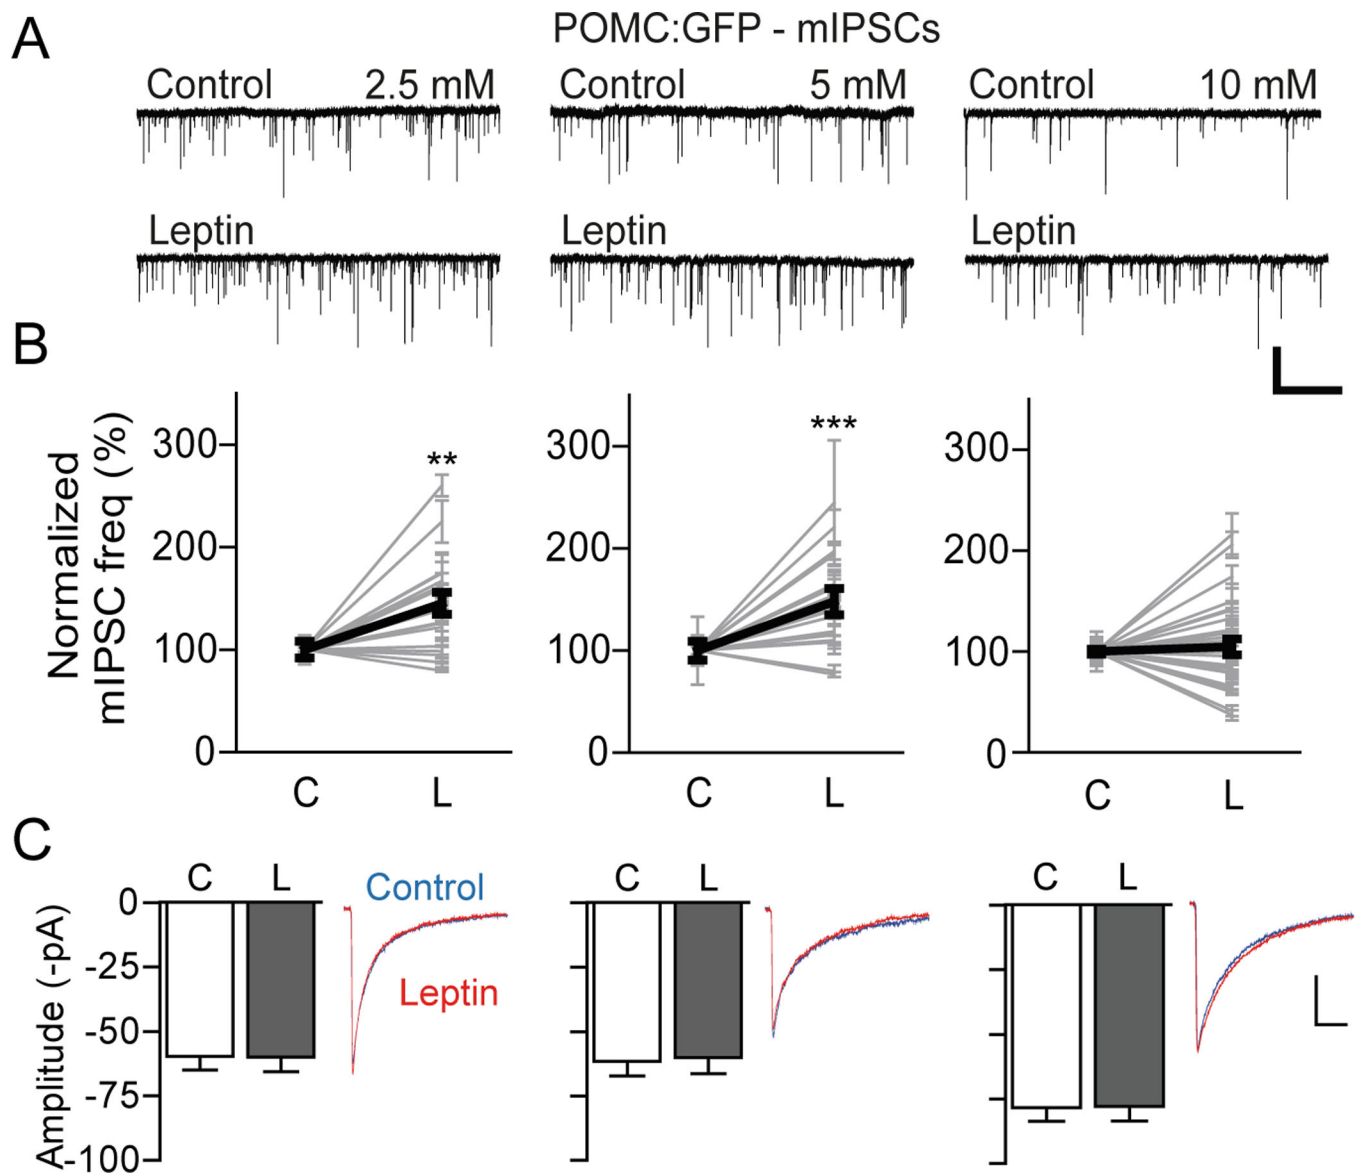 A
POMC:GFP - mIPSCs
Control 2.5 mM
Control 5 mM
Control 10 mM
Leptin
Leptin
Leptin
B
Normalized
mIPSC freq (%)
300
200
100
0
**
C L
300
200
100
0
***
C L
300
200
100
0
C L
C
Amplitude (-pA)
0
-25
-50
-75
-100
C L
Control
Leptin
C L
C L